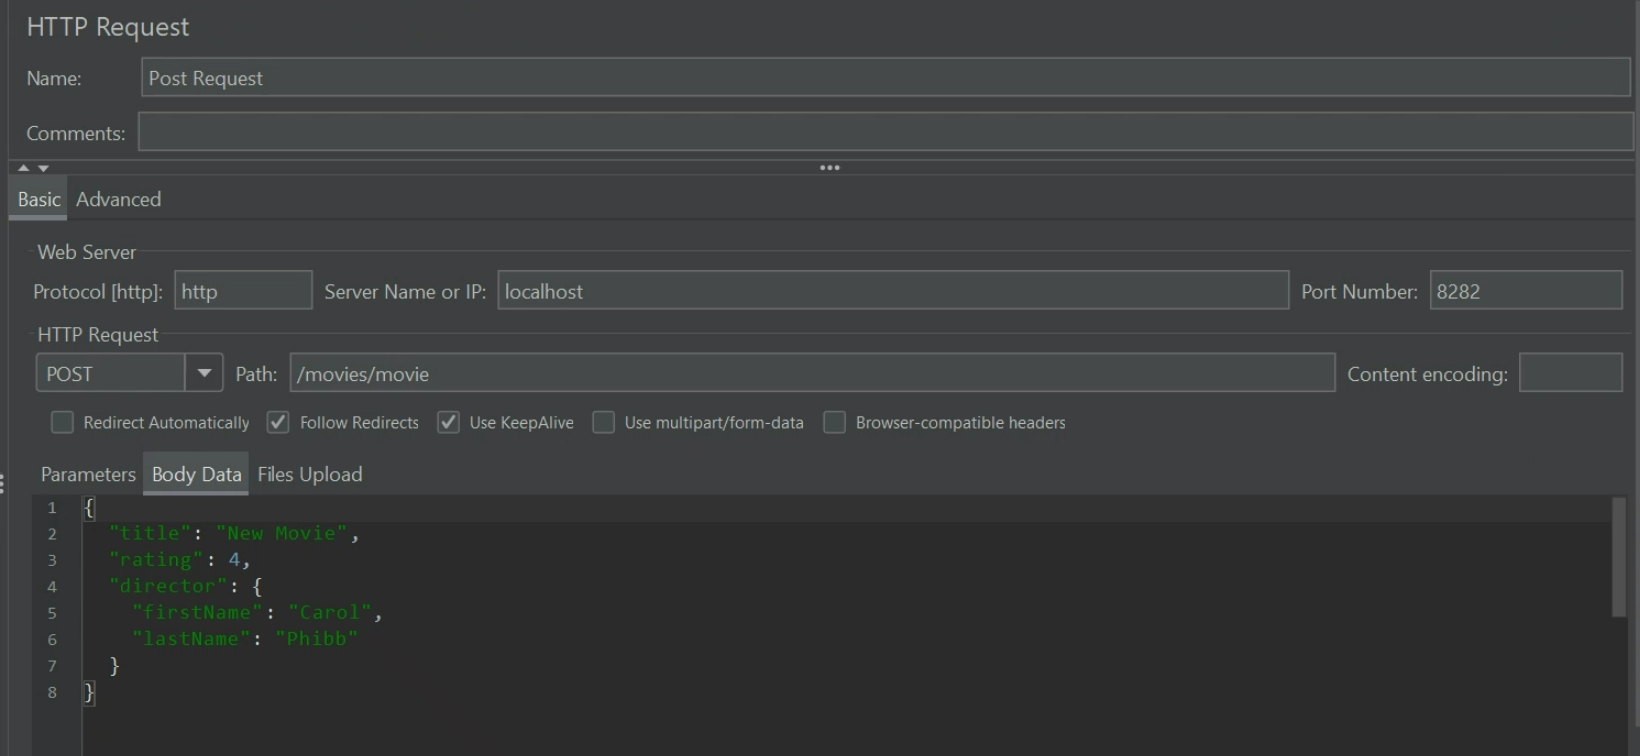 HTTP Request
Name: Post Request
Comments:
Basic Advanced
Web Server
Protocol [http]: http Server Name or IP: localhost Port Number: 8282
HTTP Request
POST Path: /movies/movie Content encoding:
Redirect Automatically Follow Redirects Use KeepAlive Use multipart/form-data Browser-compatible headers
Parameters Body Data Files Upload
1 {
2 "title": "New Movie",
3 "rating": 4,
4 "director": {
5 "firstName": "Carol",
6 "lastName": "Phibb"
7 }
8 }